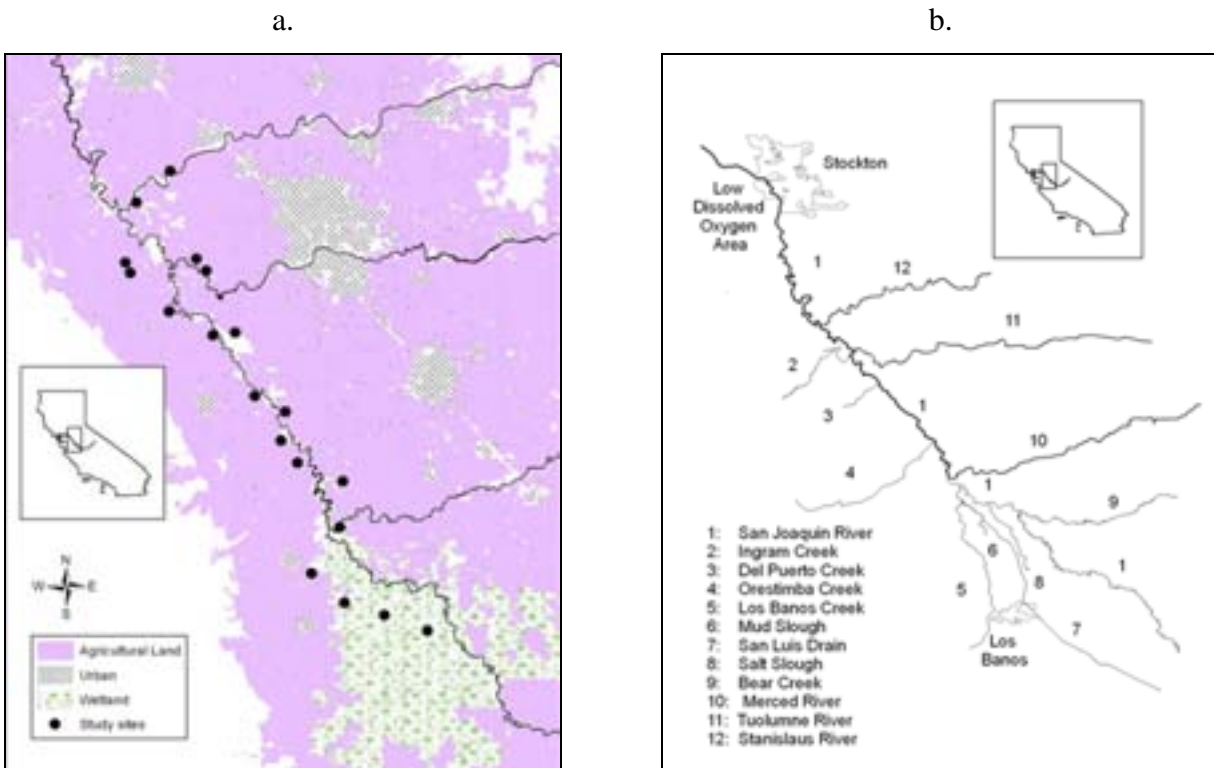 a.
N
W E
S
Agricultural Land
Urban
Wetland
Study sites
b.
Stockton
Low
Dissolved
Oxygen
Area
1
12
11
2
3
1
10
4
1
9
6
5
8
1
7
Los
Banos
1: San Joaquin River
2: Ingram Creek
3: Del Puerto Creek
4: Orestimba Creek
5: Los Banos Creek
6: Mud Slough
7: San Luis Drain
8: Salt Slough
9: Bear Creek
10: Merced River
11: Tuolumne River
12: Stanislaus River